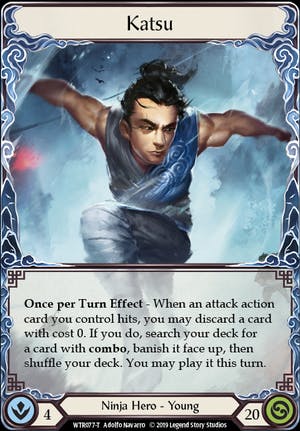 Katsu
Once per Turn Effect - When an attack action
card you control hits, you may discard a card
with cost 0. If you do, search your deck for
a card with combo, banish it face up, then
shuffle your deck. You may play it this turn.
4
Ninja Hero - Young
20
WTR077-T Adolfo Navarro © 2019 Legend Story Studios